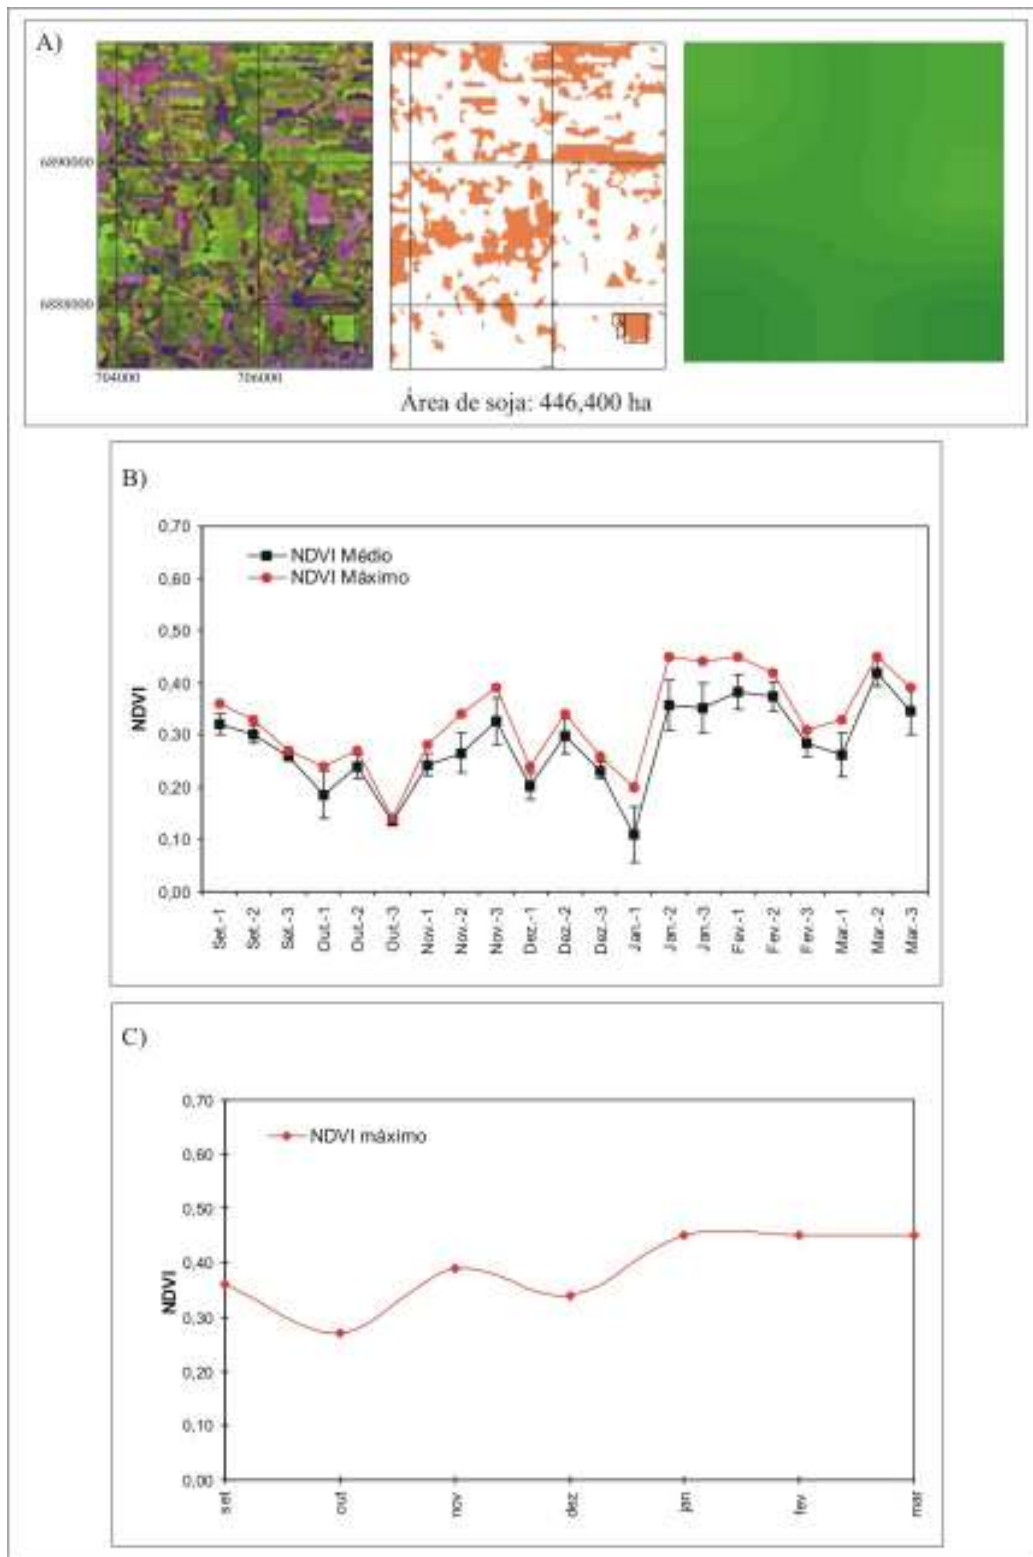 A)
6890000
6888000
704000 706000
Área de soja: 446,400 ha
B)
0,70
0,60
0,50
0,40
0,30
0,20
0,10
0,00
NDVI
NDVI Médio
NDVI Máximo
Set.-1 Set.-2 Set.-3 Out.-1 Out.-2 Out.-3 Nov.-1 Nov.-2 Nov.-3 Dez.-1 Dez.-2 Dez.-3 Jan.-1 Jan.-2 Jan.-3 Fev.-1 Fev.-2 Fev.-3 Mar.-1 Mar.-2 Mar.-3
C)
0,70
0,60
0,50
0,40
0,30
0,20
0,10
0,00
NDVI
NDVI máximo
set out nov dez jan fev mar